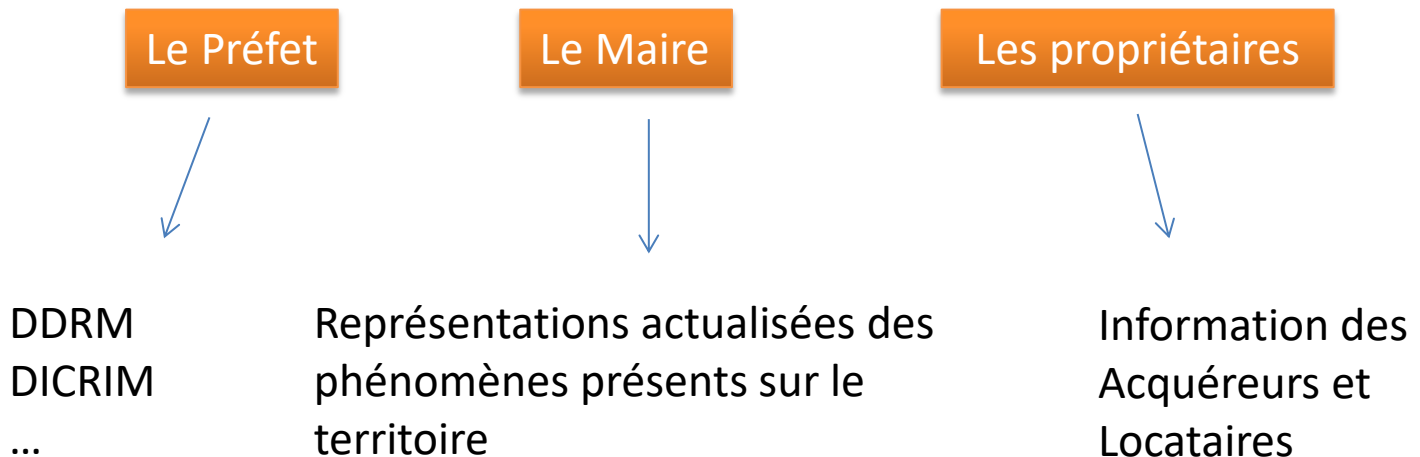 Le Préfet
Le Maire
Les propriétaires
DDRM
DICRIM
...
Représentations actualisées des
phénomènes présents sur le
territoire
Information des
Acquéreurs et
Locataires